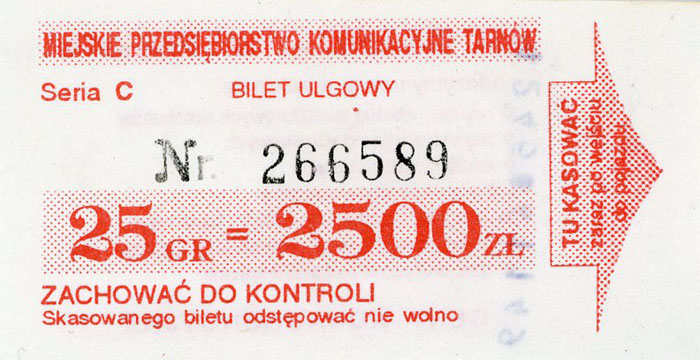 MIEJSKIE PRZEDSIĘBIORSTWO KOMUNIKACYJNE TARNÓW
Seria C
BILET ULGOWY
Nr. 266589
25 GR = 2500 ZŁ
ZACHOWAĆ DO KONTROLI
Skasowanego biletu odstępować nie wolno
TU KASOWAĆ
zaraz po wejściu
do pojazdu